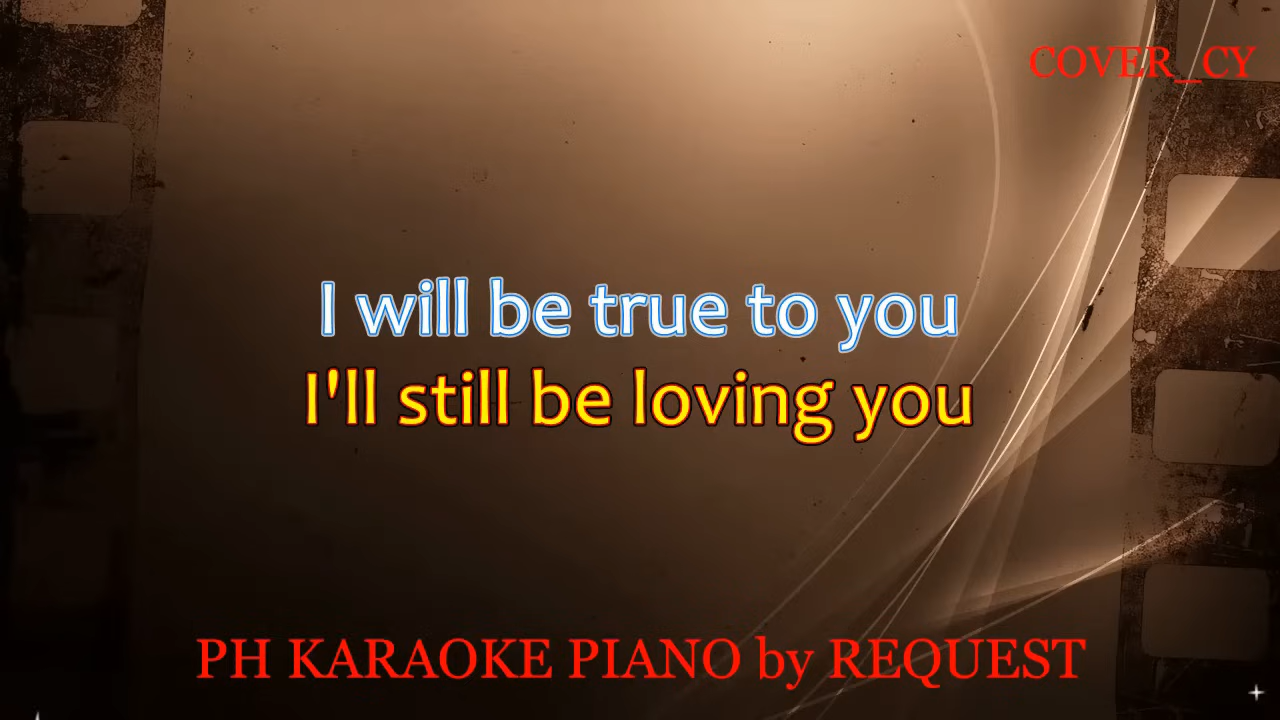 COVER_CY
I will be true to you
I'll still be loving you
PH KARAOKE PIANO by REQUEST